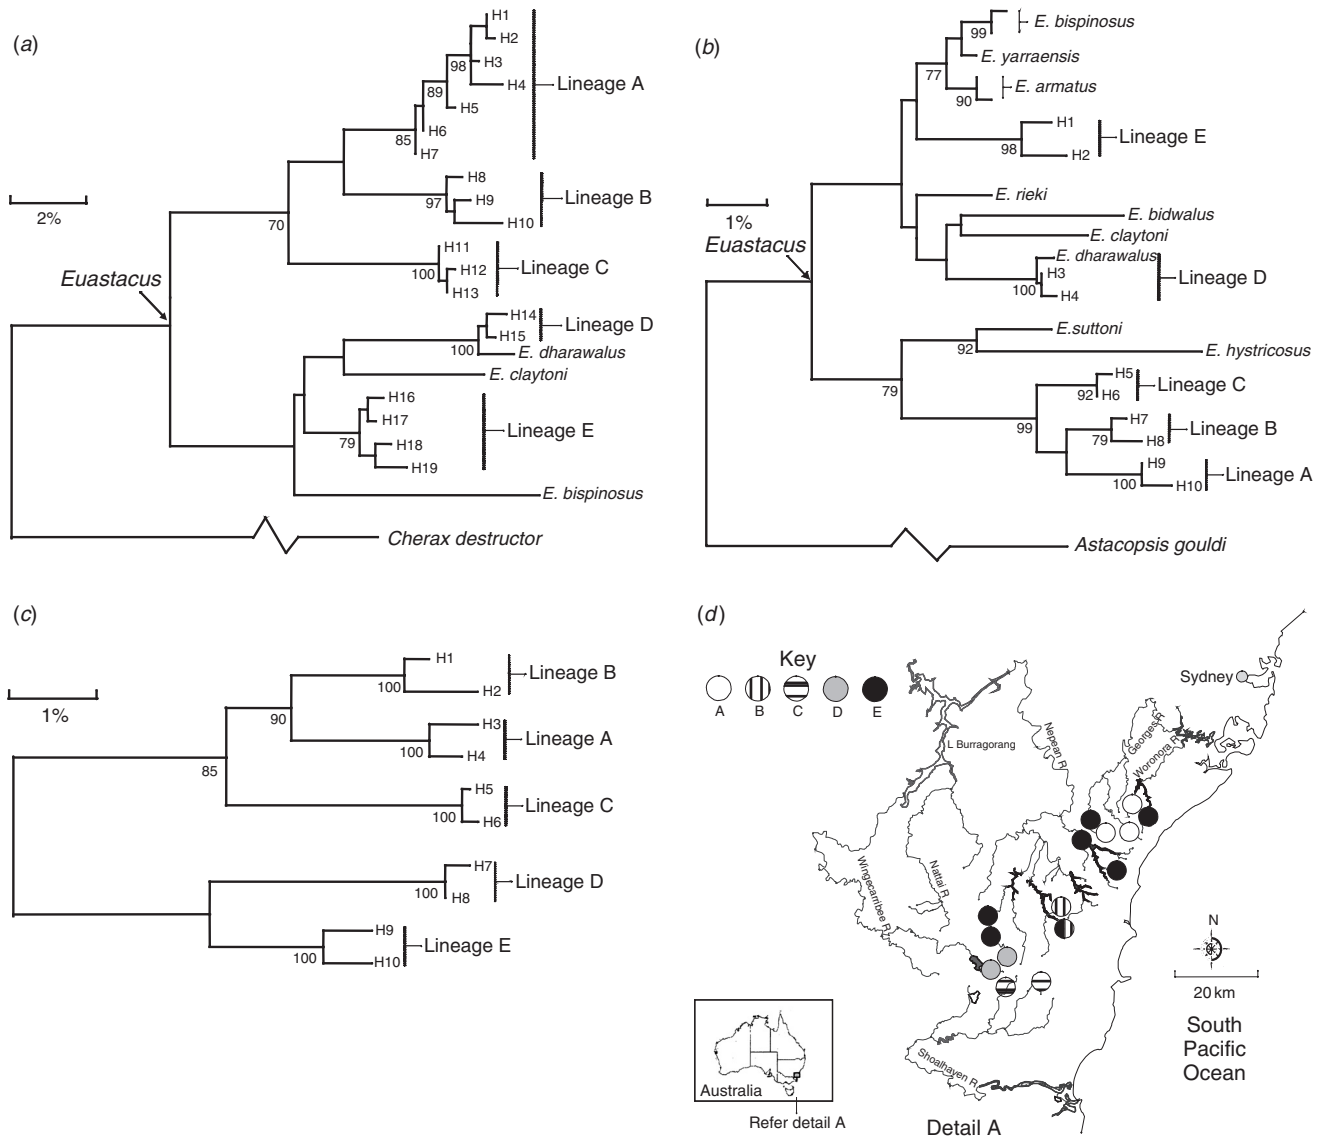 (a)
H1
H2
H3
98
H4
Lineage A
89
H5
H6
85
H7
H8
97
H9
Lineage B
H10
2%
70
H11
100
H12
Lineage C
H13
Euastacus
H14
Lineage D
H15
100
E. dharawalus
E. claytoni
H16
H17
Lineage E
79
H18
H19
E. bispinosus
Cherax destructor
(b)
E. bispinosus
99
E. yarraensis
77
E. armatus
90
H1
Lineage E
98
H2
E. rieki
1%
E. bidwalus
Euastacus
E. claytoni
E. dharawalus
H3
Lineage D
100
H4
E.suttoni
92
E. hystricosus
79
H5
Lineage C
92
H6
99
H7
Lineage B
79
H8
H9
Lineage A
100
H10
Astacopsis gouldi
(c)
H1
Lineage B
100
H2
1%
90
H3
Lineage A
100
H4
85
H5
Lineage C
100
H6
H7
Lineage D
100
H8
H9
Lineage E
100
H10
(d)
Key
A
B
C
D
E
Sydney
L Burragorang
Nepean R
Georges R
Woronora R
Wingecarribee R
Nattai R
N
20 km
South
Pacific
Ocean
Shoalhaven R
Australia
Refer detail A
Detail A